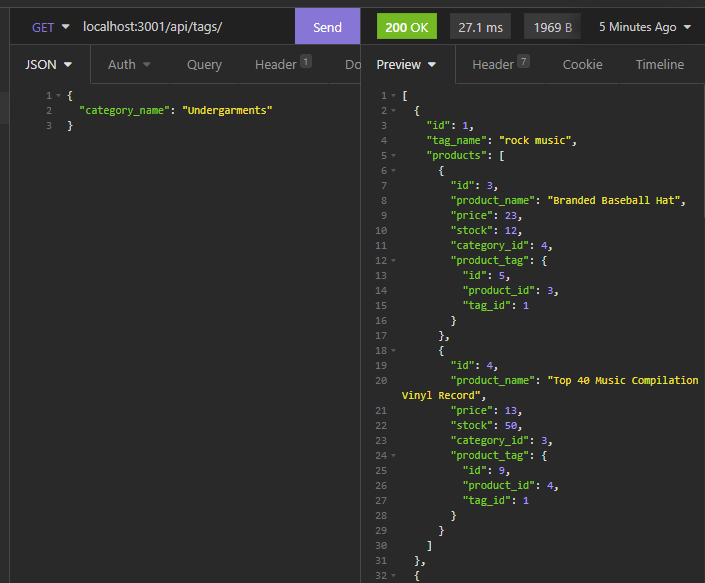 GET localhost:3001/api/tags/ Send
JSON Auth Query Header 1 Do
1 {
2 "category_name": "Undergarments"
3 }
200 OK 27.1 ms 1969 B 5 Minutes Ago
Preview Header 7 Cookie Timeline
1 [
2 {
3 "id": 1,
4 "tag_name": "rock music",
5 "products": [
6 {
7 "id": 3,
8 "product_name": "Branded Baseball Hat",
9 "price": 23,
10 "stock": 12,
11 "category_id": 4,
12 "product_tag": {
13 "id": 5,
14 "product_id": 3,
15 "tag_id": 1
16 }
17 },
18 {
19 "id": 4,
20 "product_name": "Top 40 Music Compilation
Vinyl Record",
21 "price": 13,
22 "stock": 50,
23 "category_id": 3,
24 "product_tag": {
25 "id": 9,
26 "product_id": 4,
27 "tag_id": 1
28 }
29 }
30 ]
31 },
32 {